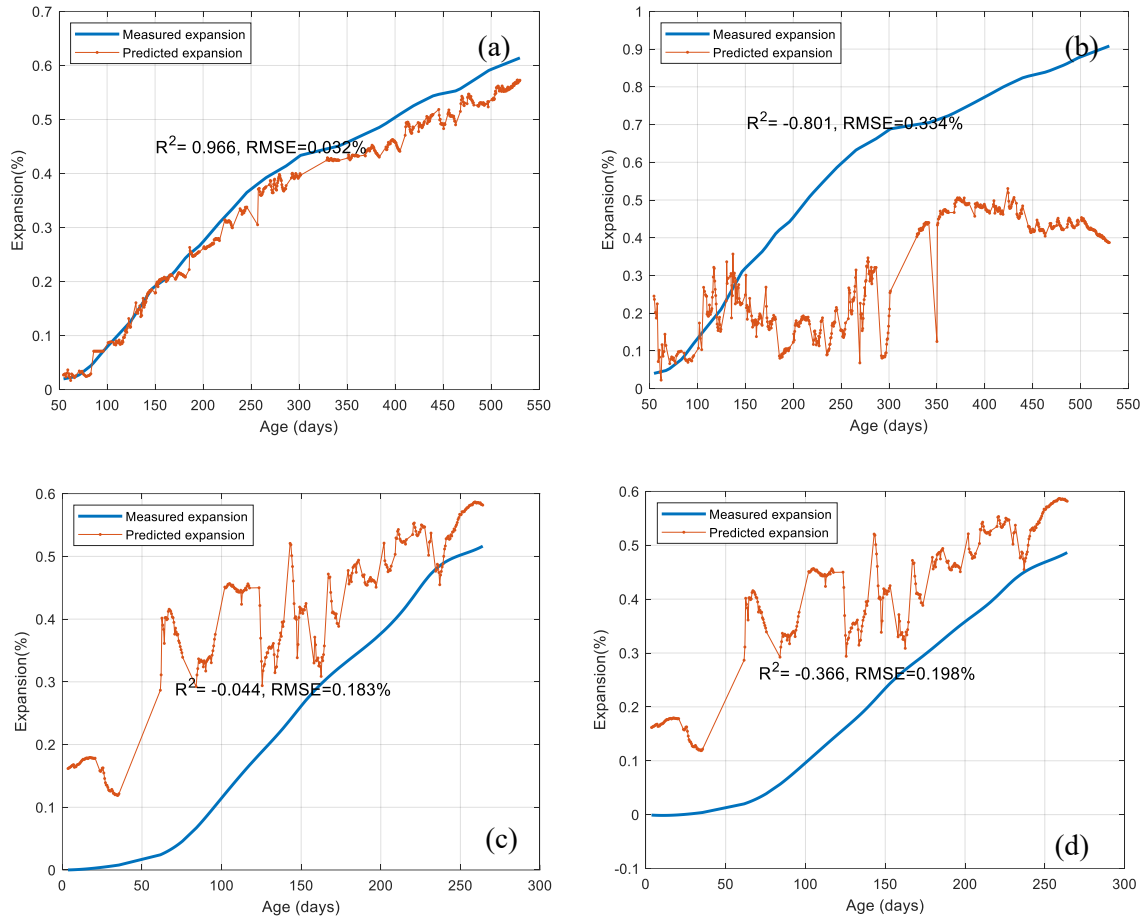 0.7
0.6
0.5
0.4
0.3
0.2
0.1
0
Expansion(%)
Measured expansion
Predicted expansion
(a)
R²= 0.966, RMSE=0.032%
50 100 150 200 250 300 350 400 450 500 550
Age (days)
1
0.9
0.8
0.7
0.6
0.5
0.4
0.3
0.2
0.1
0
Expansion(%)
Measured expansion
Predicted expansion
(b)
R²= -0.801, RMSE=0.334%
50 100 150 200 250 300 350 400 450 500 550
Age (days)
0.6
0.5
0.4
0.3
0.2
0.1
0
Expansion(%)
Measured expansion
Predicted expansion
R²= -0.044, RMSE=0.183%
(c)
0 50 100 150 200 250 300
Age (days)
0.6
0.5
0.4
0.3
0.2
0.1
0
-0.1
Expansion(%)
Measured expansion
Predicted expansion
R²= -0.366, RMSE=0.198%
(d)
0 50 100 150 200 250 300
Age (days)